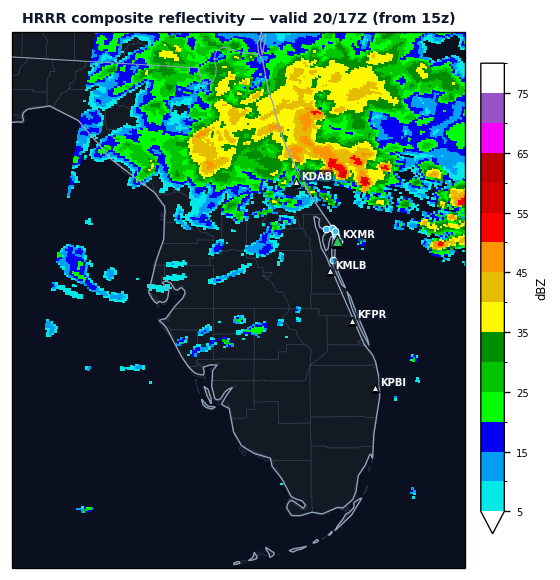 HRRR composite reflectivity — valid 20/17Z (from 15z)
KDAB
KXMR
KMLB
KFPR
KPBI
75
65
55
45
35
25
15
10
5
dBZ